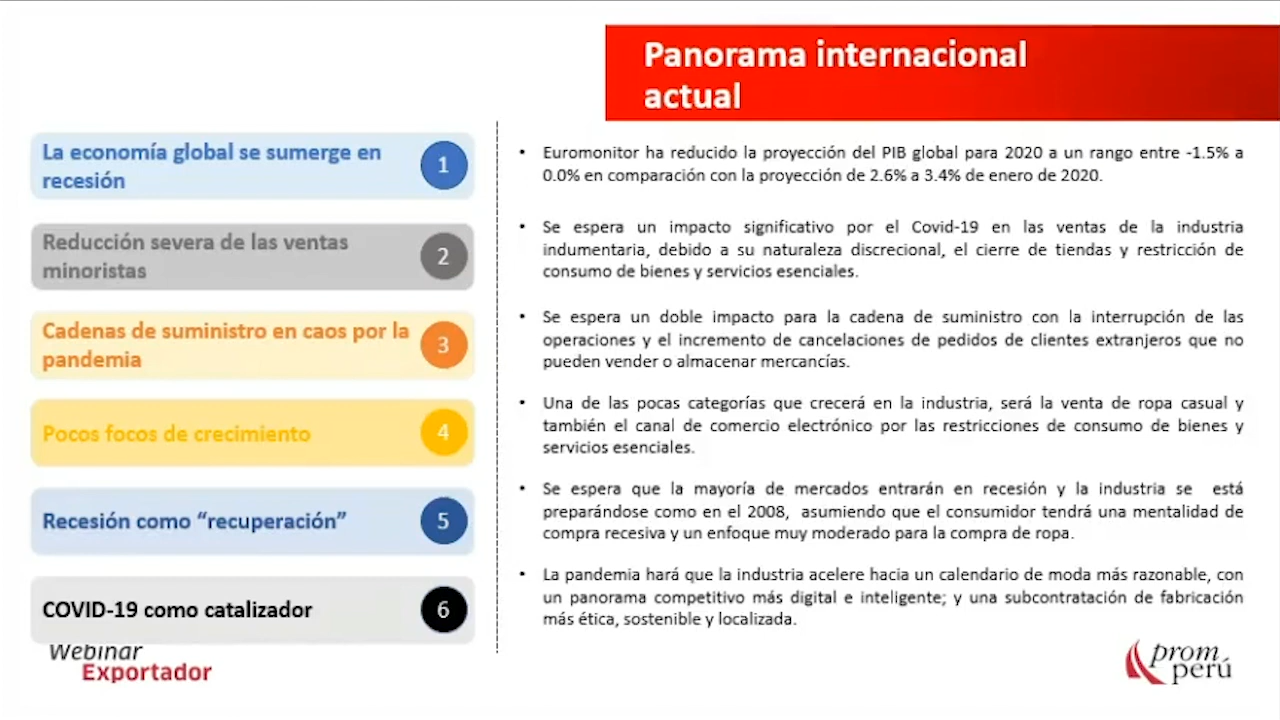 Panorama internacional
actual
La economía global se sumerge en
recesión
1
• Euromonitor ha reducido la proyección del PIB global para 2020 a un rango entre -1.5% a
0.0% en comparación con la proyección de 2.6% a 3.4% de enero de 2020.
Reducción severa de las ventas
minoristas
2
• Se espera un impacto significativo por el Covid-19 en las ventas de la industria
indumentaria, debido a su naturaleza discrecional, el cierre de tiendas y restricción de
consumo de bienes y servicios esenciales.
Cadenas de suministro en caos por la
pandemia
3
• Se espera un doble impacto para la cadena de suministro con la interrupción de las
operaciones y el incremento de cancelaciones de pedidos de clientes extranjeros que no
pueden vender o almacenar mercancías.
Pocos focos de crecimiento
4
• Una de las pocas categorías que crecerá en la industria, será la venta de ropa casual y
también el canal de comercio electrónico por las restricciones de consumo de bienes y
servicios esenciales.
Recesión como “recuperación”
5
• Se espera que la mayoría de mercados entrarán en recesión y la industria se está
preparándose como en el 2008, asumiendo que el consumidor tendrá una mentalidad de
compra recesiva y un enfoque muy moderado para la compra de ropa.
COVID-19 como catalizador
6
• La pandemia hará que la industria acelere hacia un calendario de moda más razonable, con
un panorama competitivo más digital e inteligente; y una subcontratación de fabricación
más ética, sostenible y localizada.
Webinar
Exportador
prom
perú